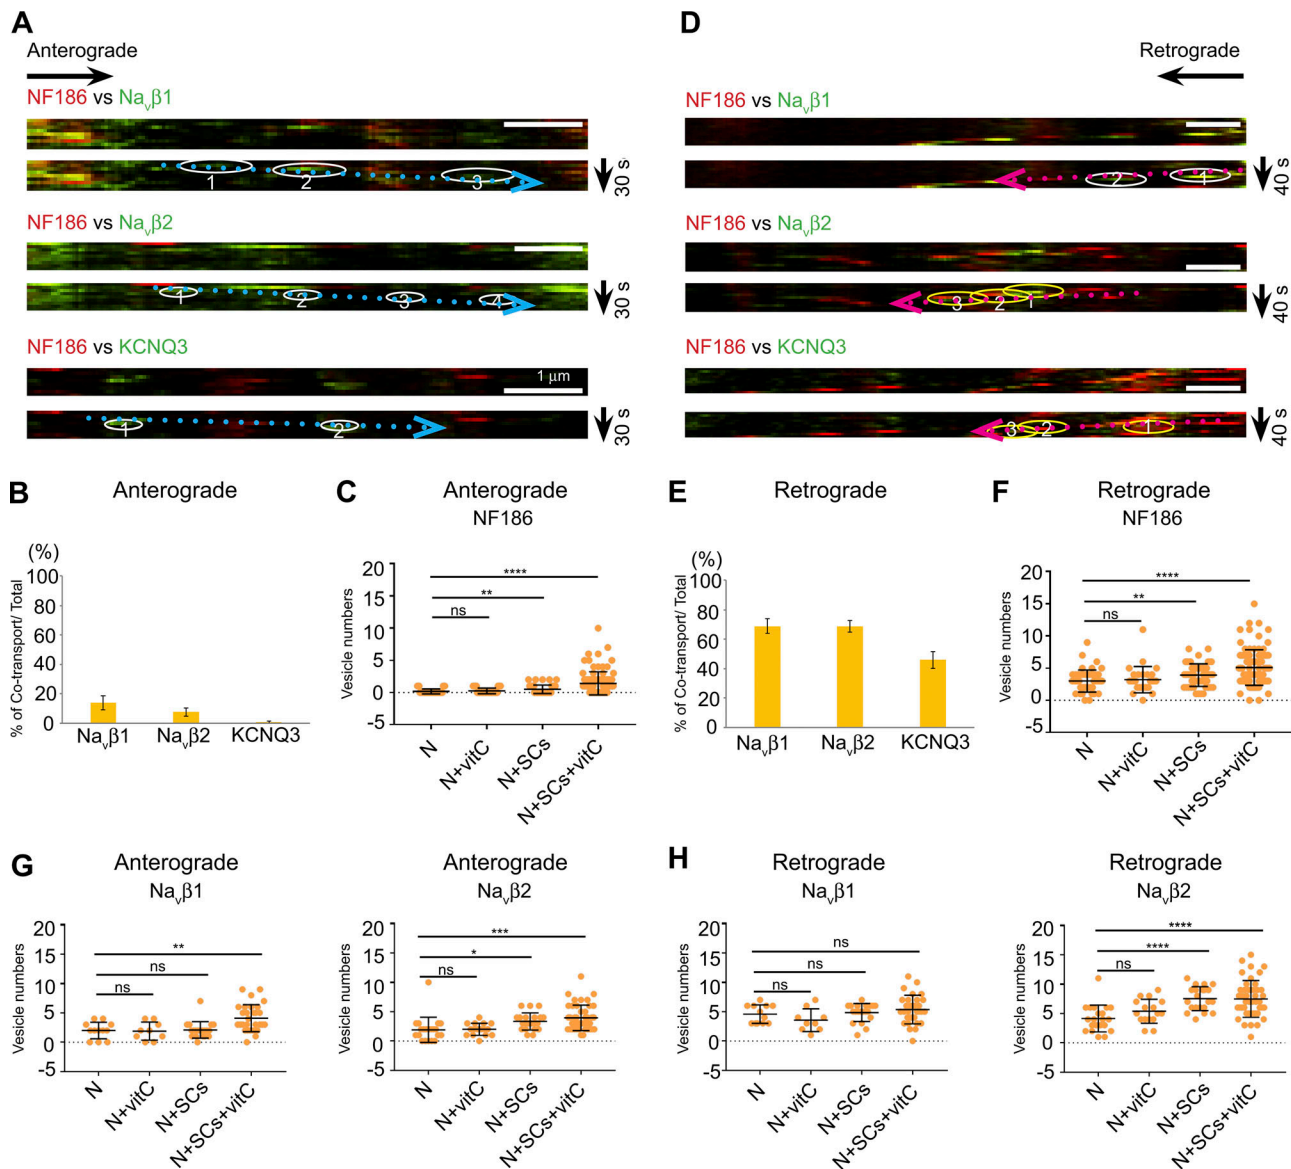 A
Anterograde
NF186 vs Navβ1
1 2 3
30 s
NF186 vs Navβ2
1 2 3 4
30 s
NF186 vs KCNQ3
1 μm
1 2
30 s
D
Retrograde
NF186 vs Navβ1
2 1
40 s
NF186 vs Navβ2
3 2 1
40 s
NF186 vs KCNQ3
3 2 1
40 s
B
Anterograde
(%)
% of Co-transport/ Total
100
80
60
40
20
0
Navβ1 Navβ2 KCNQ3
C
Anterograde
NF186
Vesicle numbers
20
15
10
5
0
-5
****
**
ns
N N+vitC N+SCs N+SCs+vitC
E
Retrograde
(%)
% of Co-transport/ Total
100
80
60
40
20
0
Navβ1 Navβ2 KCNQ3
F
Retrograde
NF186
Vesicle numbers
20
15
10
5
0
-5
****
**
ns
N N+vitC N+SCs N+SCs+vitC
G
Anterograde
Navβ1
Vesicle numbers
20
15
10
5
0
-5
**
ns
ns
N N+vitC N+SCs N+SCs+vitC
Anterograde
Navβ2
Vesicle numbers
20
15
10
5
0
-5
***
*
ns
N N+vitC N+SCs N+SCs+vitC
H
Retrograde
Navβ1
Vesicle numbers
20
15
10
5
0
-5
ns
ns
ns
N N+vitC N+SCs N+SCs+vitC
Retrograde
Navβ2
Vesicle numbers
20
15
10
5
0
-5
****
****
ns
N N+vitC N+SCs N+SCs+vitC